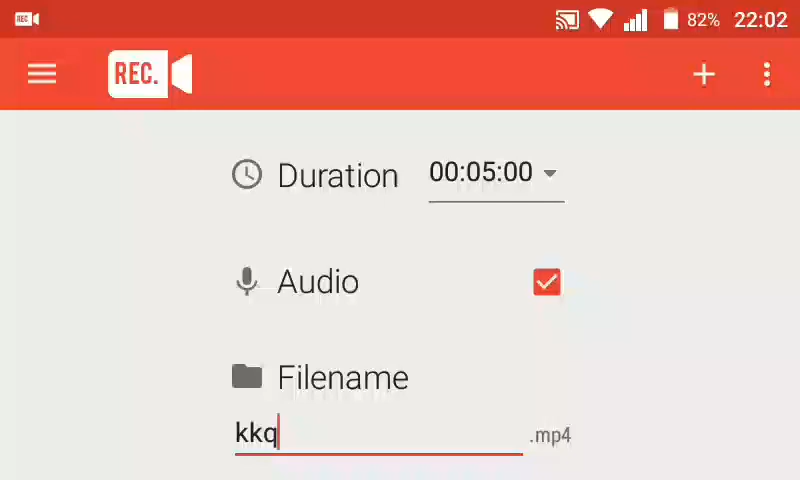 REC 82% 22:02
REC.
Duration 00:05:00
Audio
Filename
kkq .mp4